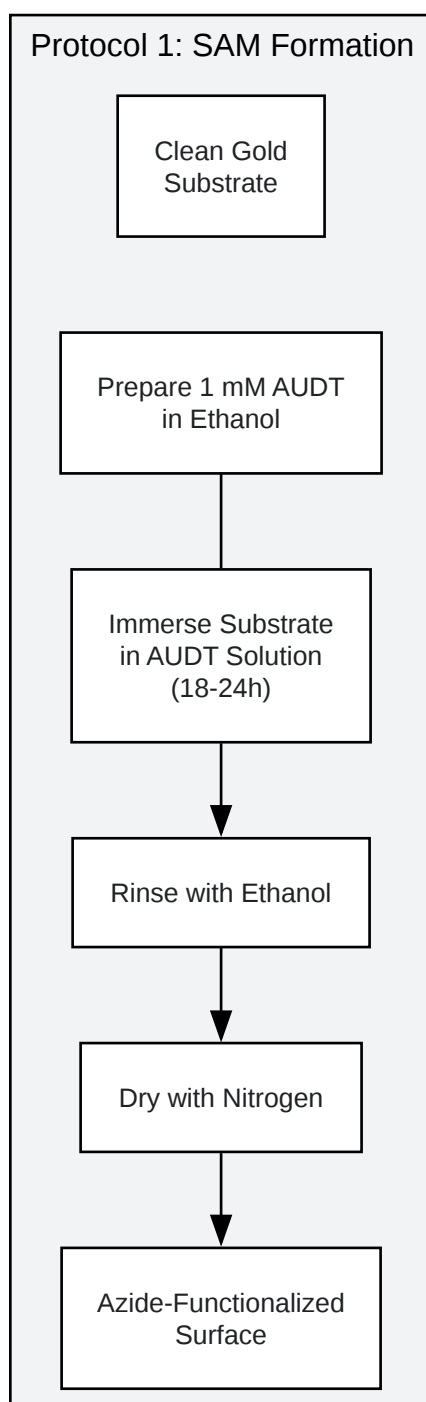 Protocol 1: SAM Formation
Clean Gold
Substrate
Prepare 1 mM AUDT
in Ethanol
Immerse Substrate
in AUDT Solution
(18-24h)
Rinse with Ethanol
Dry with Nitrogen
Azide-Functionalized
Surface